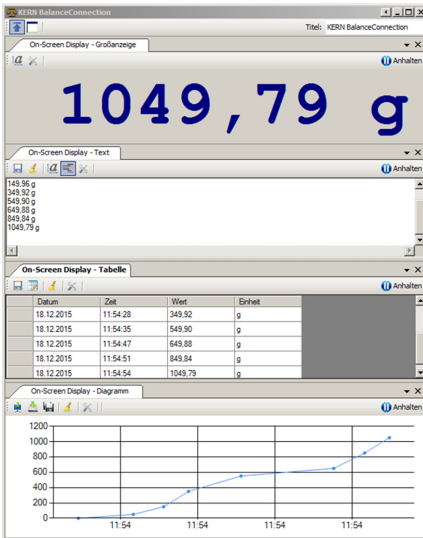 KERN BalanceConnection
Titel: KERN BalanceConnection
On-Screen Display - Großanzeige
Anhalten
1049,79 g
On-Screen Display - Text
Anhalten
149,96 g
349,92 g
549,90 g
649,88 g
849,84 g
1049,79 g
On-Screen Display - Tabelle
Anhalten
Datum Zeit Wert Einheit
18.12.2015 11:54:28 349,92 g
18.12.2015 11:54:35 549,90 g
18.12.2015 11:54:47 649,88 g
18.12.2015 11:54:51 849,84 g
18.12.2015 11:54:54 1049,79 g
On-Screen Display - Diagramm
Anhalten
1200
1000
800
600
400
200
0
11:54 11:54 11:54 11:54